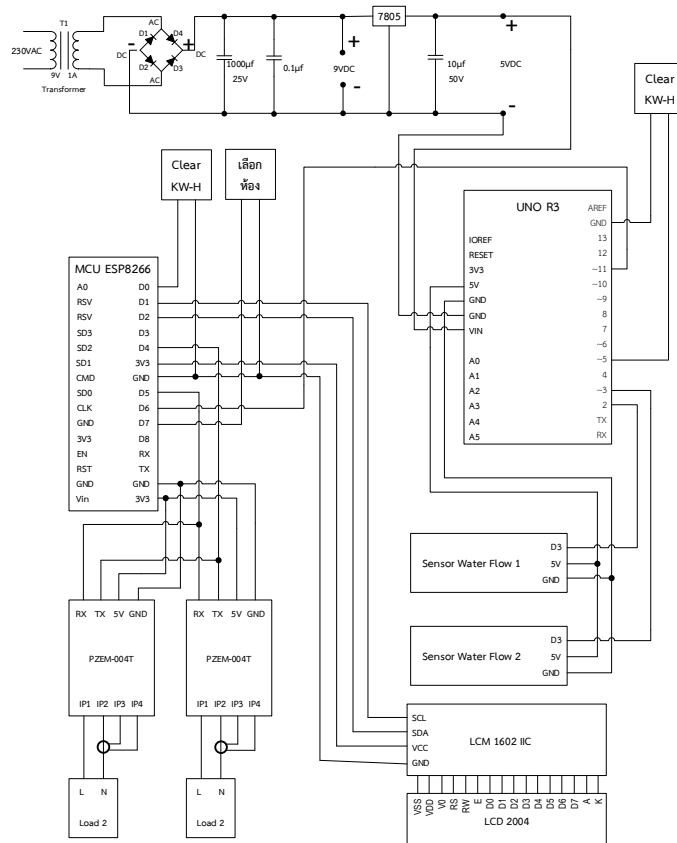 T1
230VAC
9V 1A
Transformer
AC
D1 D4
- DC
+ DC
D2 D3
AC
1000µf
25V
0.1µf
+
9VDC
-
7805
10µf
50V
+
5VDC
-
Clear
KW-H
Clear
KW-H
เลือก
ห้อง
MCU ESP8266
A0 D0
RSV D1
RSV D2
SD3 D3
SD2 D4
SD1 3V3
CMD GND
SD0 D5
CLK D6
GND D7
3V3 D8
EN RX
RST TX
GND GND
Vin 3V3
UNO R3
AREF
GND
IOREF 13
RESET 12
3V3 ~11
5V ~10
GND ~9
GND 8
VIN 7
~6
A0 ~5
A1 4
A2 ~3
A3 2
A4 TX
A5 RX
Sensor Water Flow 1
D3
5V
GND
Sensor Water Flow 2
D3
5V
GND
RX TX 5V GND
PZEM-004T
IP1 IP2 IP3 IP4
L N
Load 2
RX TX 5V GND
PZEM-004T
IP1 IP2 IP3 IP4
L N
Load 2
SCL
SDA
VCC
GND
LCM 1602 IIC
VSS VDD V0 RS RW E D0 D1 D2 D3 D4 D5 D6 D7 A K
LCD 2004